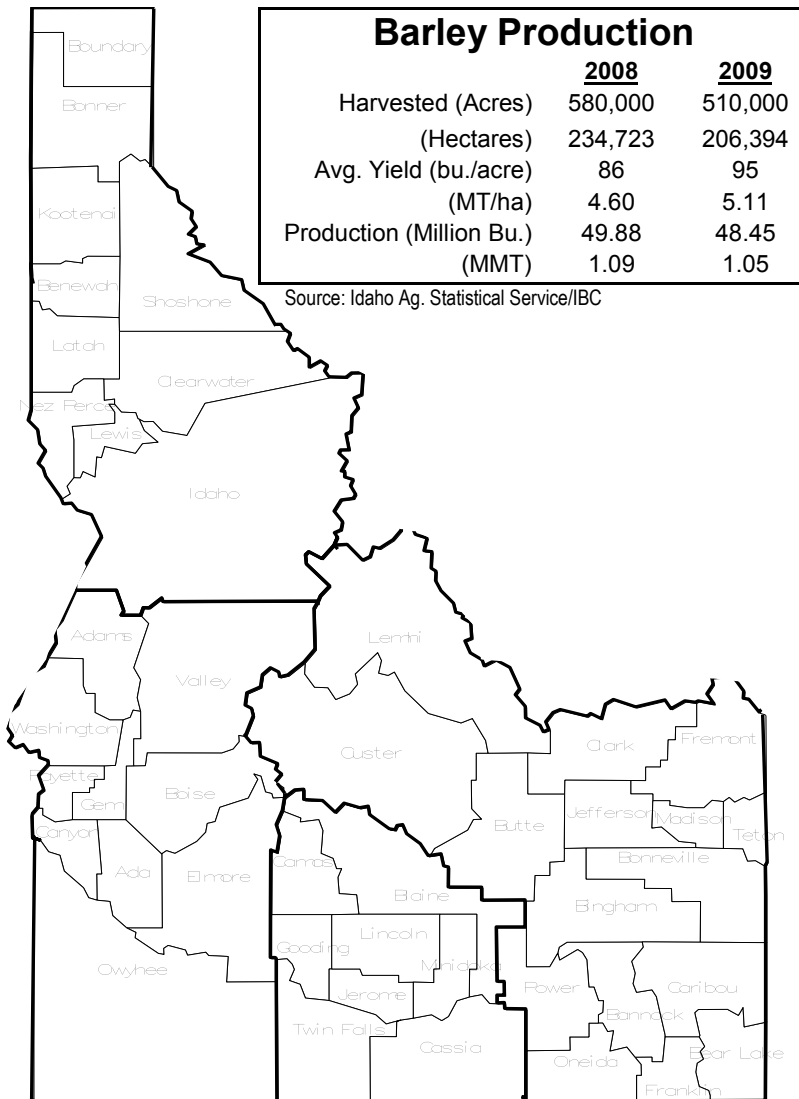 Barley Production
2008 2009
Harvested (Acres) 580,000 510,000
(Hectares) 234,723 206,394
Avg. Yield (bu./acre) 86 95
(MT/ha) 4.60 5.11
Production (Million Bu.) 49.88 48.45
(MMT) 1.09 1.05
Source: Idaho Ag. Statistical Service/IBC
Boundary
Bonner
Kootenai
Benewah
Shoshone
Latah
Clearwater
Nez Perce
Lewis
Idaho
Adams
Lemhi
Valley
Washington
Custer
Clark
Fremont
Payette
Gem
Boise
Canyon
Butte
Jefferson
Madison
Teton
Ada
Elmore
Camas
Blaine
Bonneville
Bingham
Gooding
Lincoln
Minidoka
Owyhee
Jerome
Power
Caribou
Bannock
Twin Falls
Cassia
Oneida
Bear Lake
Franklin